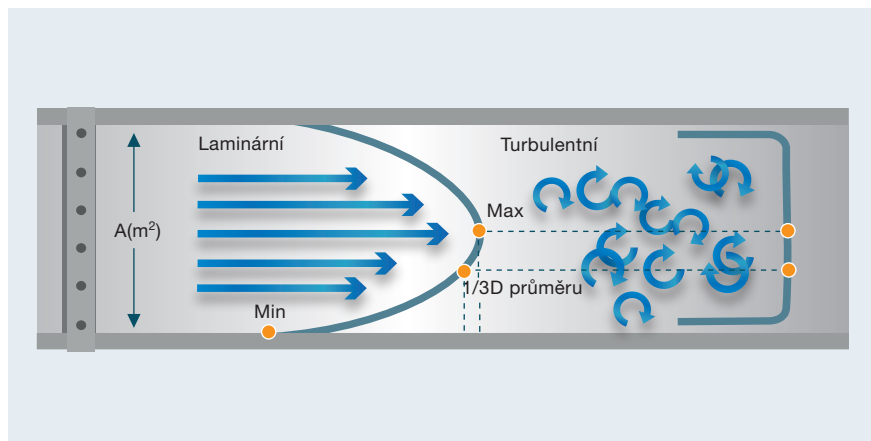 Laminární
Turbulentní
A(m²)
Max
1/3D průměru
Min